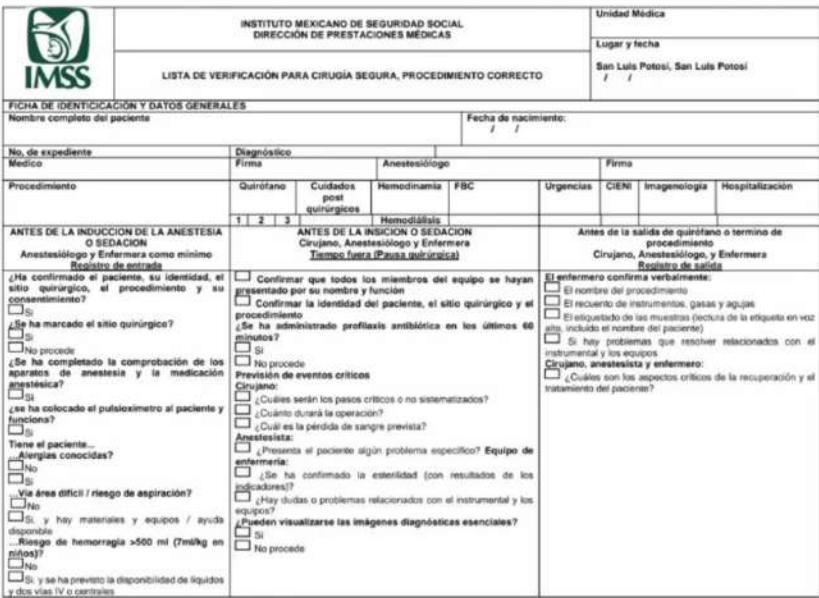 IMSS
INSTITUTO MEXICANO DE SEGURIDAD SOCIAL
DIRECCIÓN DE PRESTACIONES MÉDICAS
LISTA DE VERIFICACIÓN PARA CIRUGÍA SEGURA, PROCEDIMIENTO CORRECTO
Unidad Médica
Lugar y fecha
San Luis Potosí, San Luis Potosí
/ /
FICHA DE IDENTICICACIÓN Y DATOS GENERALES
Nombre completo del paciente
Fecha de nacimiento:
/ /
No. de expediente
Diagnóstico
Medico
Firma
Anestesiólogo
Firma
Procedimiento
Quirófano
Cuidados
post
quirúrgicos
Hemodinamia
FBC
Urgencias
CIENI
Imagenología
Hospitalización
1 2 3
Hemodiálisis
ANTES DE LA INDUCCION DE LA ANESTESIA
O SEDACION
Anestesiólogo y Enfermera como mínimo
Registro de entrada
¿Ha confirmado el paciente, su identidad, el
sitio quirúrgico, el procedimiento y su
consentimiento?
Si
¿Se ha marcado el sitio quirúrgico?
Si
No procede
¿Se ha completado la comprobación de los
aparatos de anestesia y la medicación
anestésica?
Si
¿se ha colocado el pulsioximetro al paciente y
funciona?
Si
Tiene el paciente...
...Alergias conocidas?
No
Si
...Vía área difícil / riesgo de aspiración?
No
Si, y hay materiales y equipos / ayuda
disponible
...Riesgo de hemorragia >500 ml (7ml/kg en
niños)?
No
Si, y se ha previsto la disponibilidad de líquidos
y dos vías IV o centrales
ANTES DE LA INSICION O SEDACION
Cirujano, Anestesiólogo y Enfermera
Tiempo fuera (Pausa quirúrgica)
Confirmar que todos los miembros del equipo se hayan
presentado por su nombre y función
Confirmar la identidad del paciente, el sitio quirúrgico y el
procedimiento
¿Se ha administrado profilaxis antibiótica en los últimos 60
minutos?
Si
No procede
Previsión de eventos críticos
Cirujano:
¿Cuáles serán los pasos críticos o no sistematizados?
¿Cuánto durará la operación?
¿Cuál es la pérdida de sangre prevista?
Anestesista:
¿Presenta el paciente algún problema específico? Equipo de
enfermería:
¿Se ha confirmado la esterilidad (con resultados de los
indicadores)?
¿Hay dudas o problemas relacionados con el instrumental y los
equipos?
¿Pueden visualizarse las imágenes diagnósticas esenciales?
Si
No procede
Antes de la salida de quirófano o termino de
procedimiento
Cirujano, Anestesiólogo, y Enfermera
Registro de salida
El enfermero confirma verbalmente:
El nombre del procedimiento
El recuento de instrumentos, gasas y agujas
El etiquetado de las muestras (lectura de la etiqueta en voz
alta, incluido el nombre del paciente)
Si hay problemas que resolver relacionados con el
instrumental y los equipos
Cirujano, anestesista y enfermero:
¿Cuáles son los aspectos críticos de la recuperación y el
tratamiento del paciente?